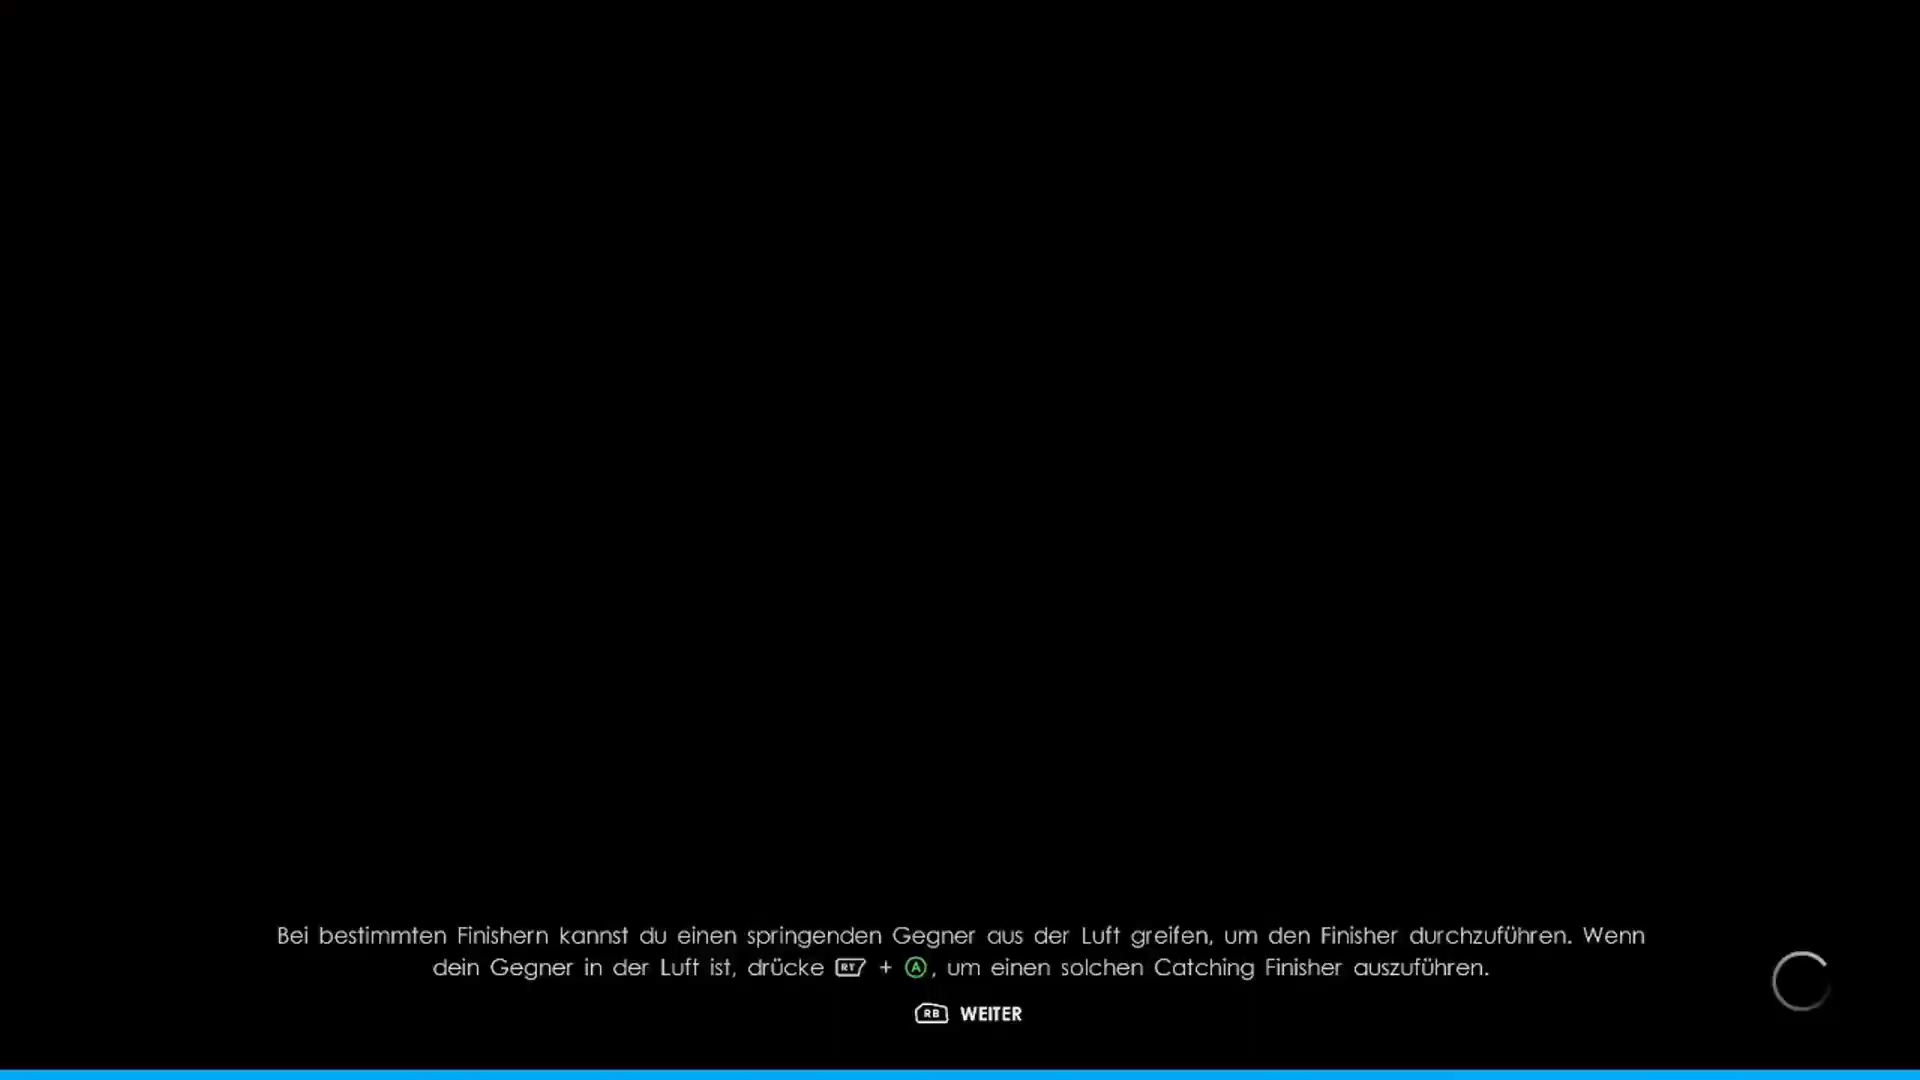 Bei bestimmten Finishern kannst du einen springenden Gegner aus der Luft greifen, um den Finisher durchzuführen. Wenn
dein Gegner in der Luft ist, drücke RT + A, um einen solchen Catching Finisher auszuführen.
RB WEITER